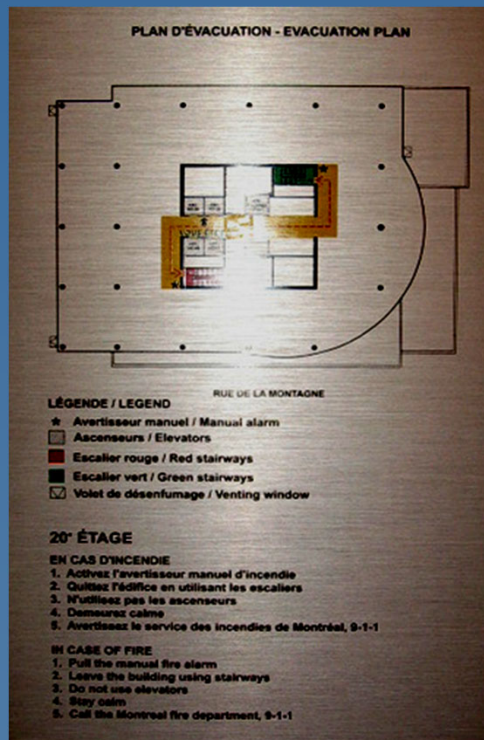 PLAN D'ÉVACUATION - EVACUATION PLAN
RUE DE LA MONTAGNE
LÉGENDE / LEGEND
Avertisseur manuel / Manual alarm
Ascenseurs / Elevators
Escalier rouge / Red stairways
Escalier vert / Green stairways
Volet de désenfumage / Venting window
20e ÉTAGE
EN CAS D'INCENDIE
1. Activez l'avertisseur manuel d'incendie
2. Quittez l'édifice en utilisant les escaliers
3. N'utilisez pas les ascenseurs
4. Demeurez calme
5. Avertissez le service des incendies de Montréal, 9-1-1
IN CASE OF FIRE
1. Pull the manual fire alarm
2. Leave the building using stairways
3. Do not use elevators
4. Stay calm
5. Call the Montreal fire department, 9-1-1